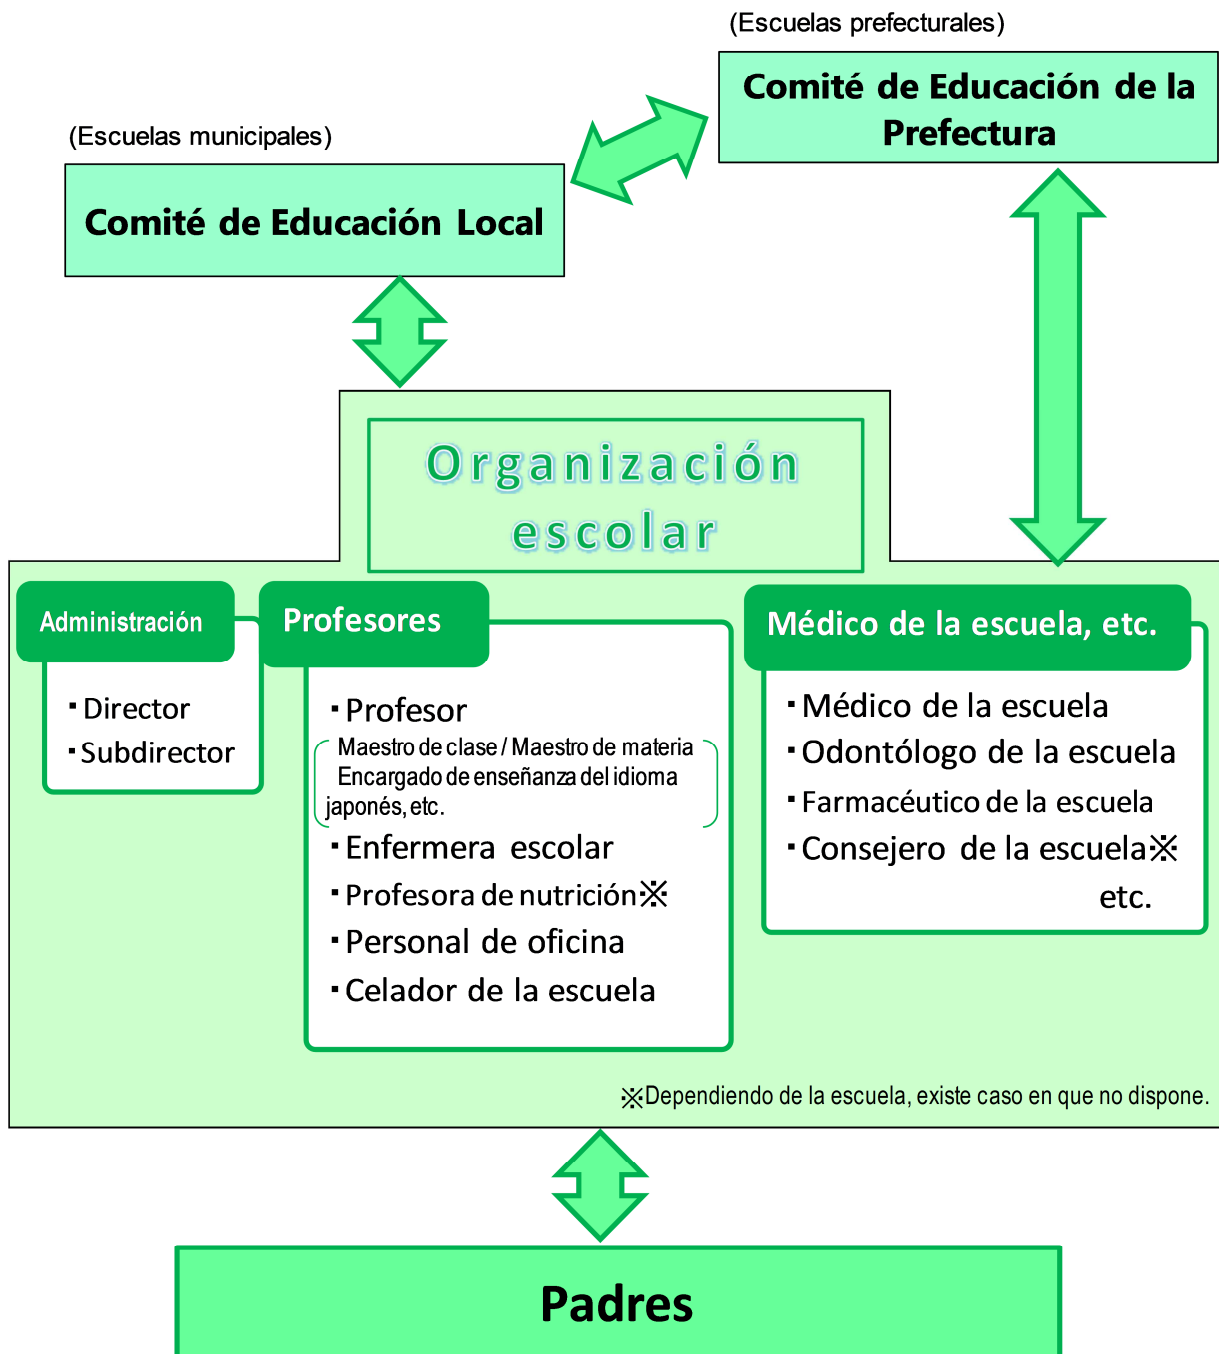 (Escuelas prefecturales)
Comité de Educación de la
Prefectura
(Escuelas municipales)
Comité de Educación Local
Organización
escolar
Administración
・Director
・Subdirector
Profesores
・Profesor
Maestro de clase / Maestro de materia
Encargado de enseñanza del idioma
japonés, etc.
・Enfermera escolar
・Profesora de nutrición※
・Personal de oficina
・Celador de la escuela
Médico de la escuela, etc.
・Médico de la escuela
・Odontólogo de la escuela
・Farmacéutico de la escuela
・Consejero de la escuela※
etc.
※Dependiendo de la escuela, existe caso en que no dispone.
Padres